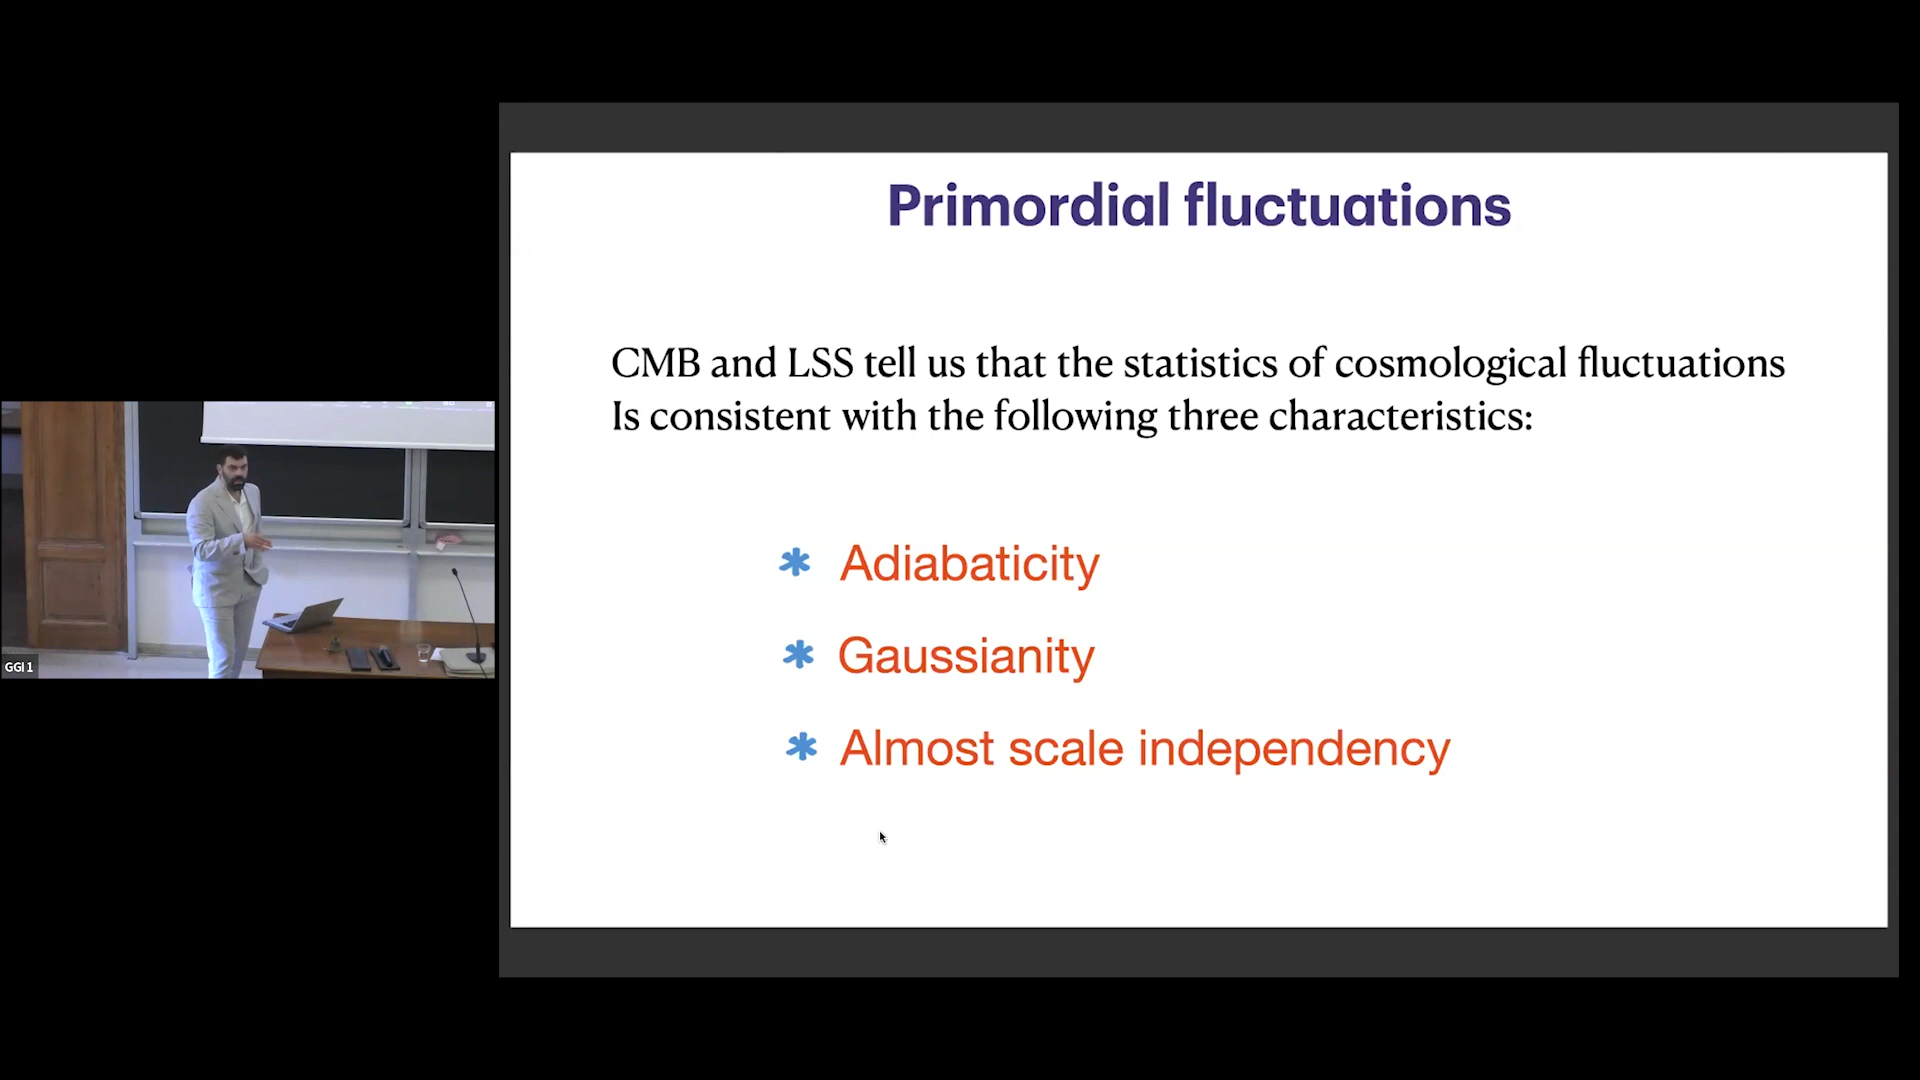 Primordial fluctuations
CMB and LSS tell us that the statistics of cosmological fluctuations
Is consistent with the following three characteristics:
* Adiabaticity
* Gaussianity
* Almost scale independency
GGI 1